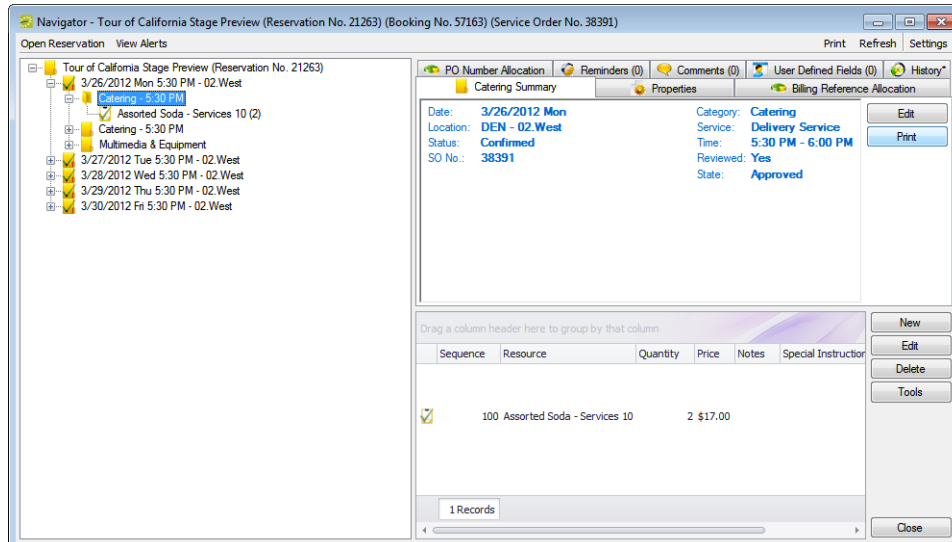 Navigator - Tour of California Stage Preview (Reservation No. 21263) (Booking No. 57163) (Service Order No. 38391)
Open Reservation View Alerts Print Refresh Settings
Tour of California Stage Preview (Reservation No. 21263)
3/26/2012 Mon 5:30 PM - 02.West
Catering - 5:30 PM
Assorted Soda - Services 10 (2)
Catering - 5:30 PM
Multimedia & Equipment
3/27/2012 Tue 5:30 PM - 02.West
3/28/2012 Wed 5:30 PM - 02.West
3/29/2012 Thu 5:30 PM - 02.West
3/30/2012 Fri 5:30 PM - 02.West
PO Number Allocation Reminders (0) Comments (0) User Defined Fields (0) History*
Catering Summary Properties Billing Reference Allocation
Date: 3/26/2012 Mon Category: Catering
Location: DEN - 02.West Service: Delivery Service
Status: Confirmed Time: 5:30 PM - 6:00 PM
SO No.: 38391 Reviewed: Yes
State: Approved
Edit
Print
Drag a column header here to group by that column
Sequence Resource Quantity Price Notes Special Instruction
100 Assorted Soda - Services 10 2 $17.00
1 Records
New
Edit
Delete
Tools
Close